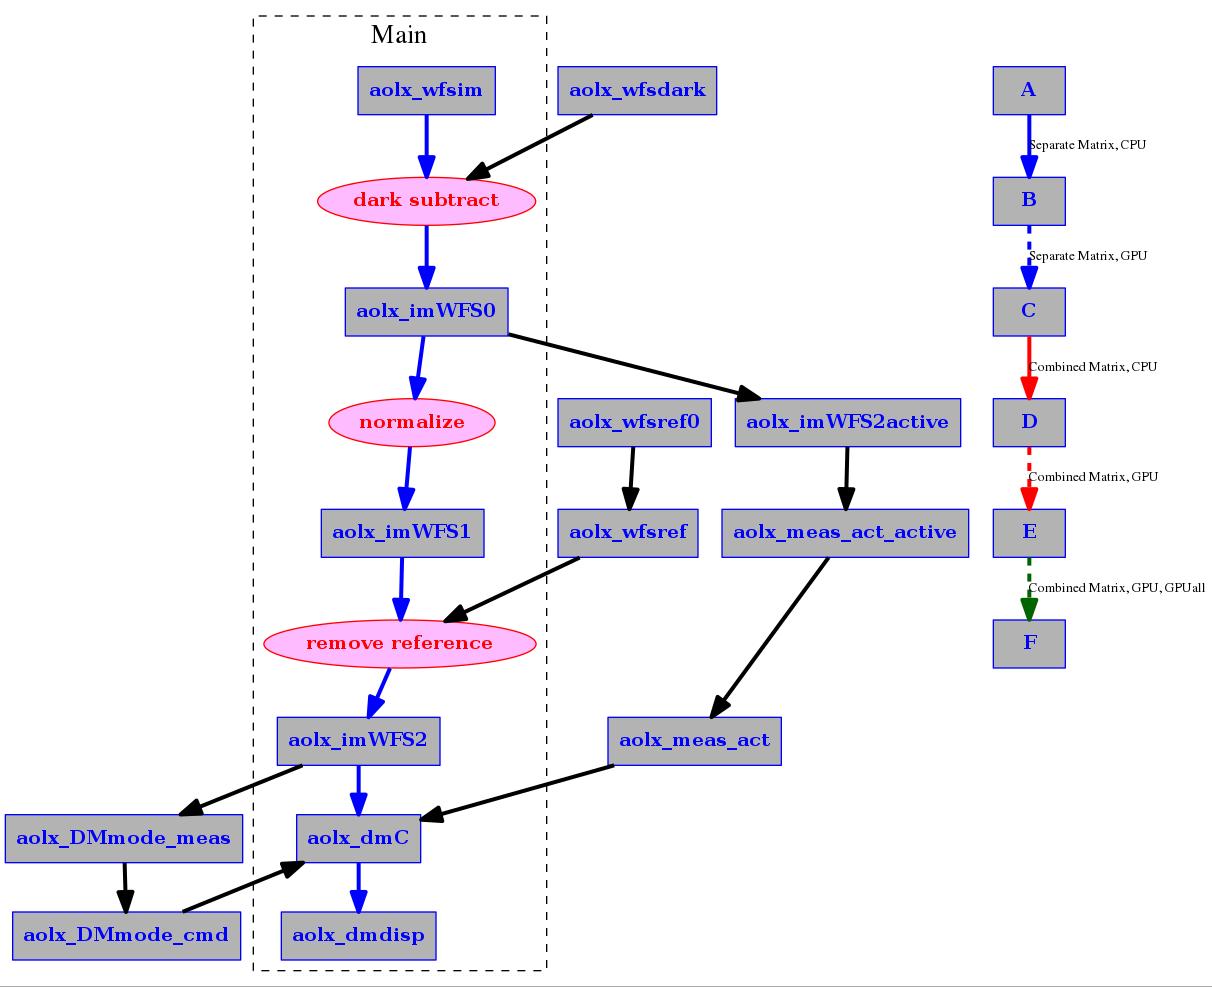 Main
aolx_wfsim
aolx_wfsdark
A
Separate Matrix, CPU
dark subtract
B
Separate Matrix, GPU
aolx_imWFS0
C
Combined Matrix, CPU
normalize
aolx_wfsref0
aolx_imWFS2active
D
Combined Matrix, GPU
aolx_imWFS1
aolx_wfsref
aolx_meas_act_active
E
Combined Matrix, GPU, GPUall
remove reference
F
aolx_imWFS2
aolx_meas_act
aolx_DMmode_meas
aolx_dmC
aolx_DMmode_cmd
aolx_dmdisp